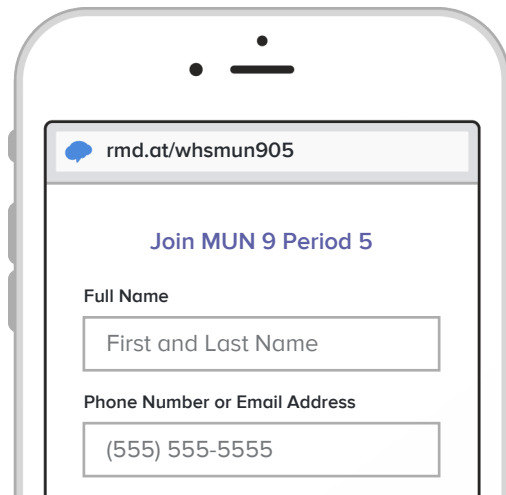 rmd.at/whsmun905
Join MUN 9 Period 5
Full Name
First and Last Name
Phone Number or Email Address
(555) 555-5555